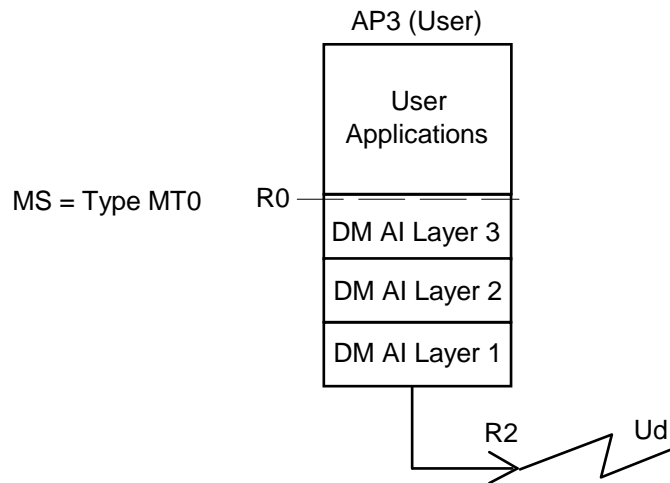 AP3 (User)
User
Applications
MS = Type MT0
R0
DM AI Layer 3
DM AI Layer 2
DM AI Layer 1
R2
Ud